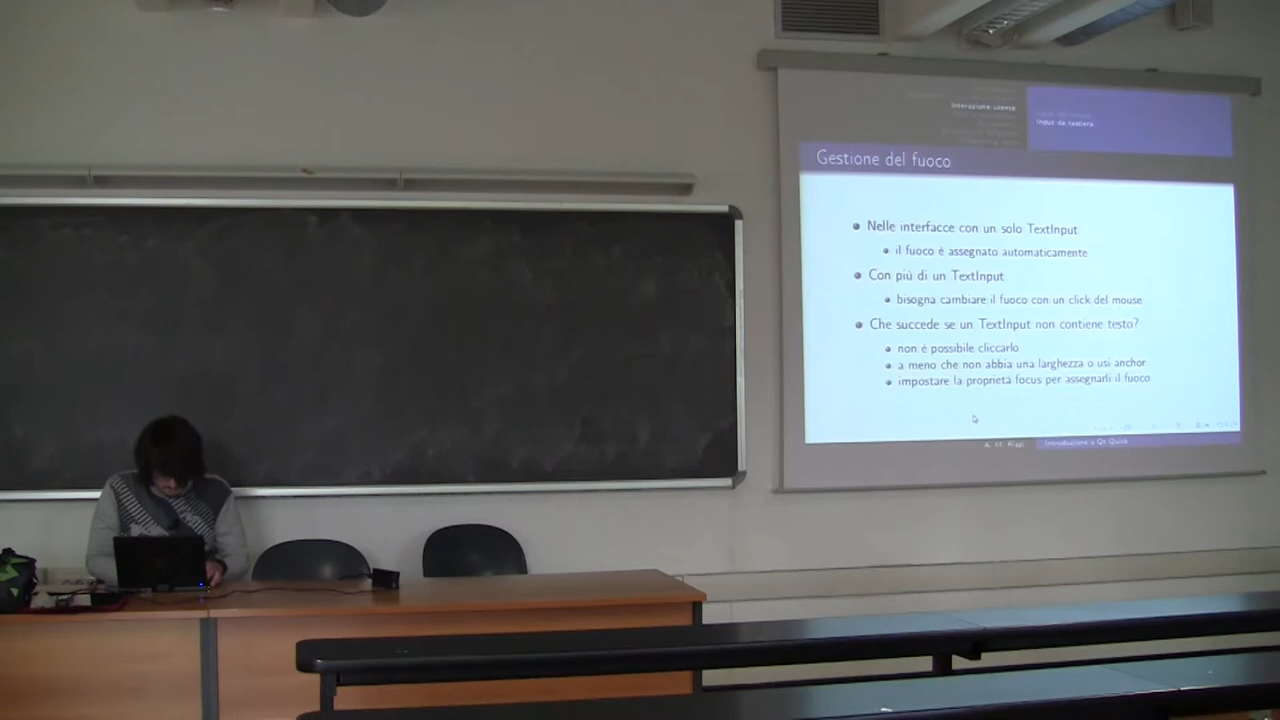 Interazione utente
Input da tastiera
Gestione del fuoco
Nelle interfacce con un solo TextInput
il fuoco è assegnato automaticamente
Con più di un TextInput
bisogna cambiare il fuoco con un click del mouse
Che succede se un TextInput non contiene testo?
non è possibile cliccarlo
a meno che non abbia una larghezza o usi anchor
impostare la proprietà focus per assegnarli il fuoco
A. M. Rizzi
Introduzione a Qt Quick